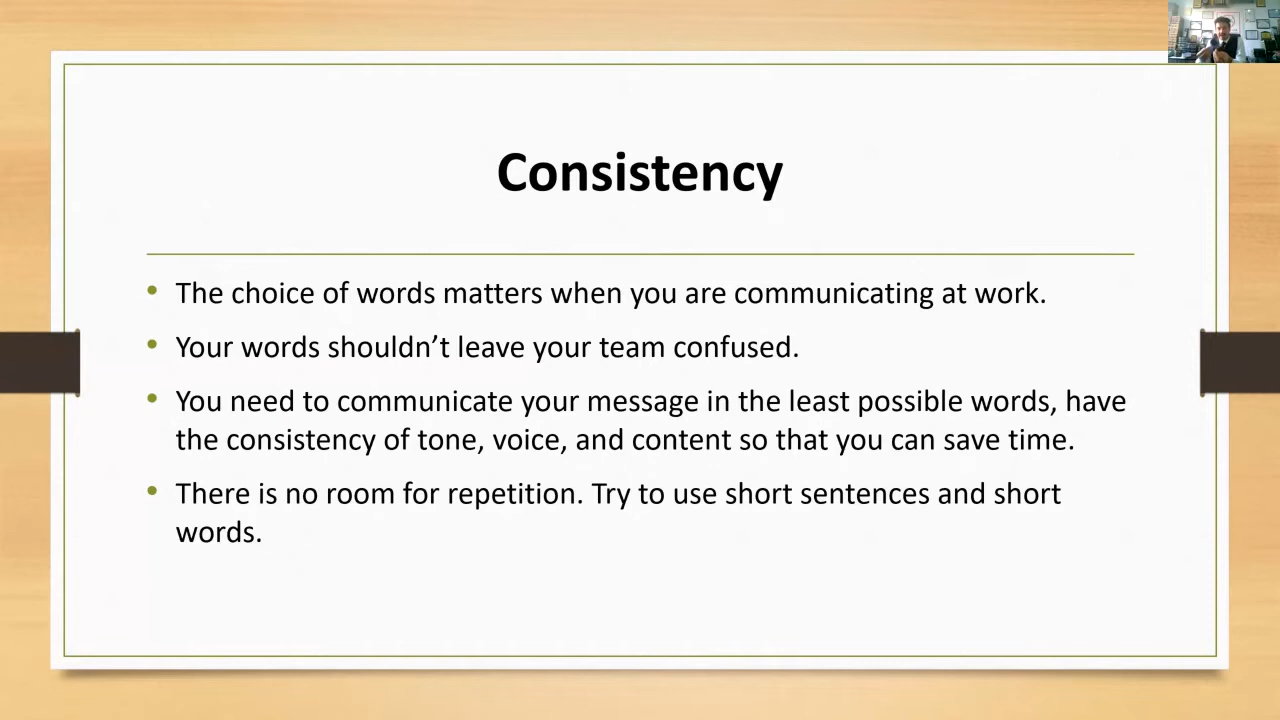 Consistency
• The choice of words matters when you are communicating at work.
• Your words shouldn’t leave your team confused.
• You need to communicate your message in the least possible words, have
the consistency of tone, voice, and content so that you can save time.
• There is no room for repetition. Try to use short sentences and short
words.